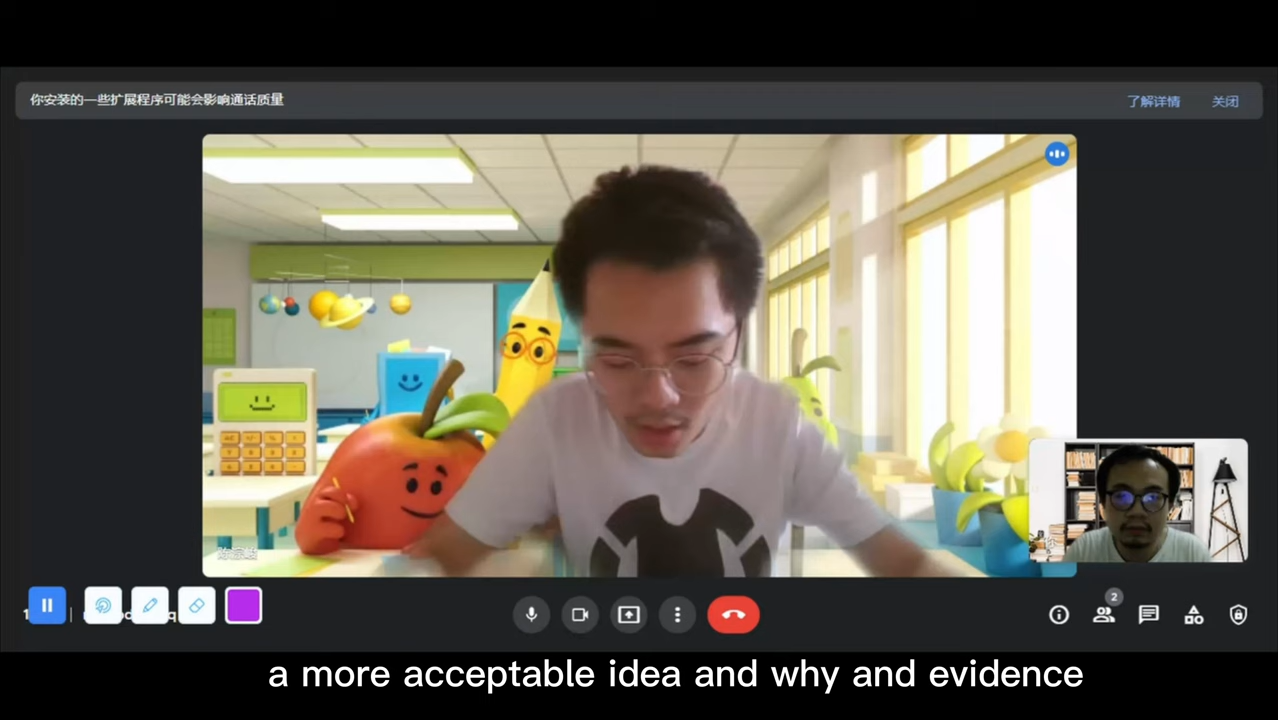 你安装的一些扩展程序可能会影响通话质量
了解详情 关闭
2
a more acceptable idea and why and evidence